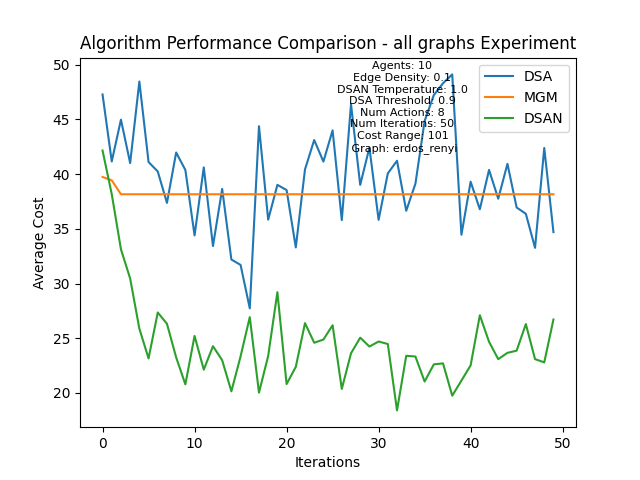 Algorithm Performance Comparison - all graphs Experiment
Agents: 10
Edge Density: 0.1
DSAN Temperature: 1.0
DSA Threshold: 0.9
Num Actions: 8
Num Iterations: 50
Cost Range: 101
Graph: erdos_renyi
DSA
MGM
DSAN
Average Cost
50
45
40
35
30
25
20
0 10 20 30 40 50
Iterations